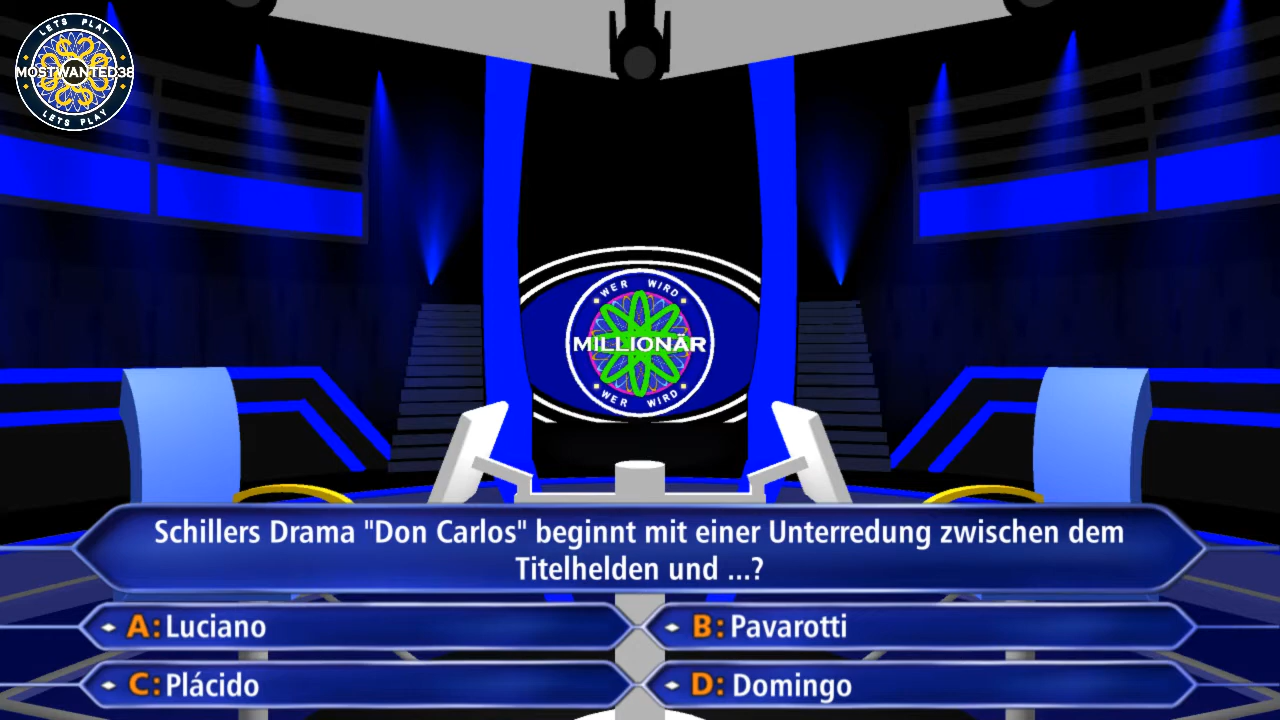 LETS PLAY
MOSTWANTED38
LETS PLAY
WER WIRD
MILLIONÄR
WER WIRD
Schillers Drama "Don Carlos" beginnt mit einer Unterredung zwischen dem
Titelhelden und ...?
A: Luciano
B: Pavarotti
C: Plácido
D: Domingo